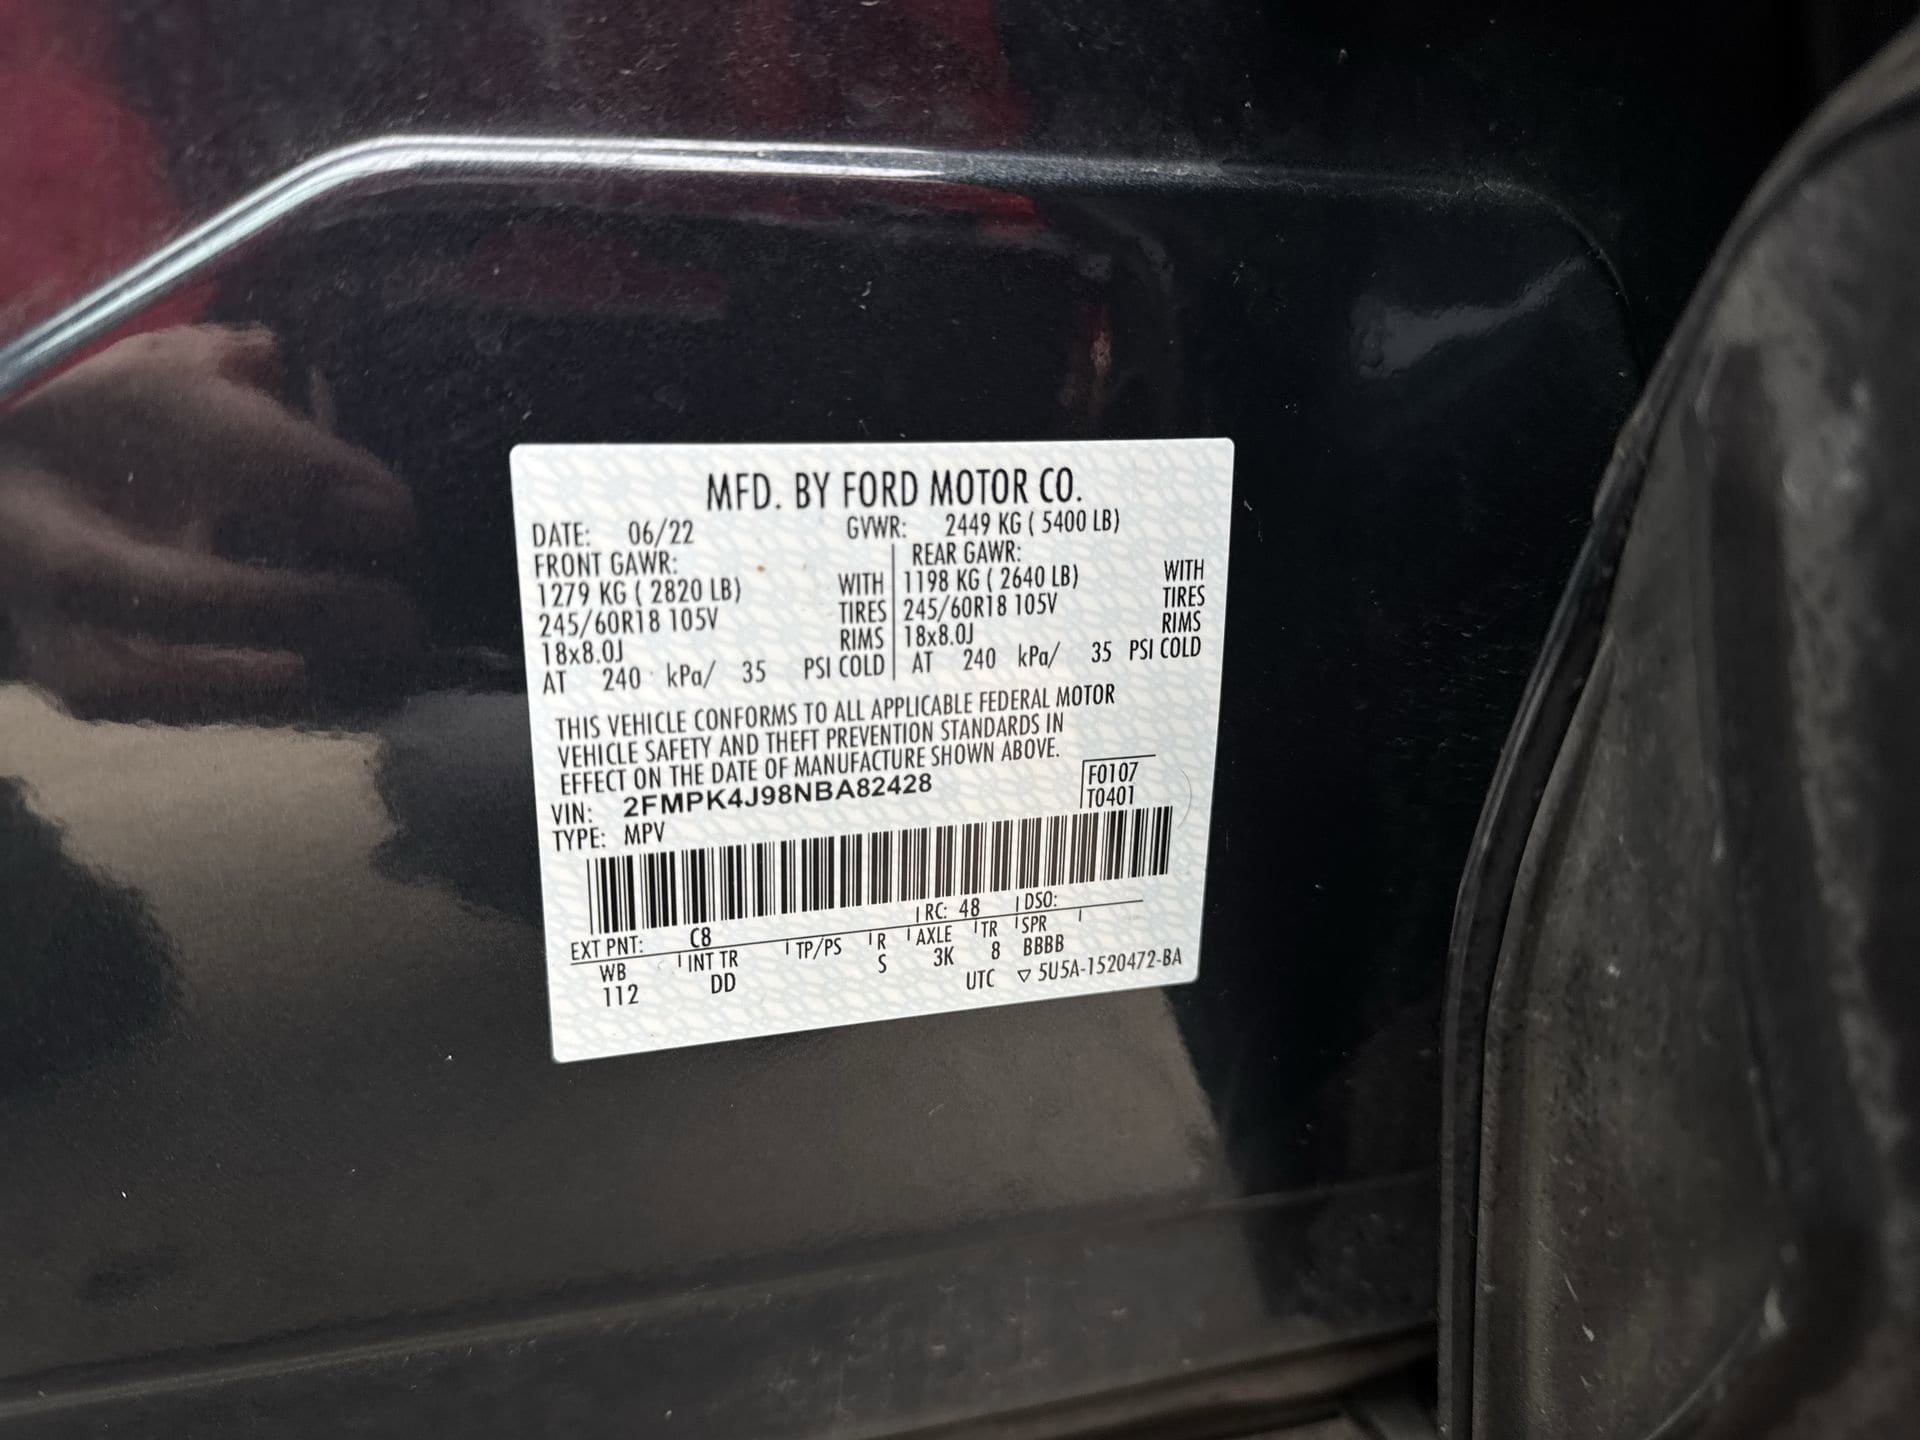 MFD. BY FORD MOTOR CO.
DATE: 06/22 GVWR: 2449 KG ( 5400 LB)
FRONT GAWR: REAR GAWR:
1279 KG ( 2820 LB) WITH 1198 KG ( 2640 LB) WITH
245/60R18 105V TIRES 245/60R18 105V TIRES
18x8.0J RIMS 18x8.0J RIMS
AT 240 kPa/ 35 PSI COLD AT 240 kPa/ 35 PSI COLD
THIS VEHICLE CONFORMS TO ALL APPLICABLE FEDERAL MOTOR
VEHICLE SAFETY AND THEFT PREVENTION STANDARDS IN
EFFECT ON THE DATE OF MANUFACTURE SHOWN ABOVE.
VIN: 2FMPK4J98NBA82428 F0107
TYPE: MPV T0401
EXT PNT: C8 RC: 48 DSO:
WB INT TR TP/PS R AXLE TR SPR
112 DD S 3K 8 BBBB
UTC ▽ 5U5A-1520472-BA